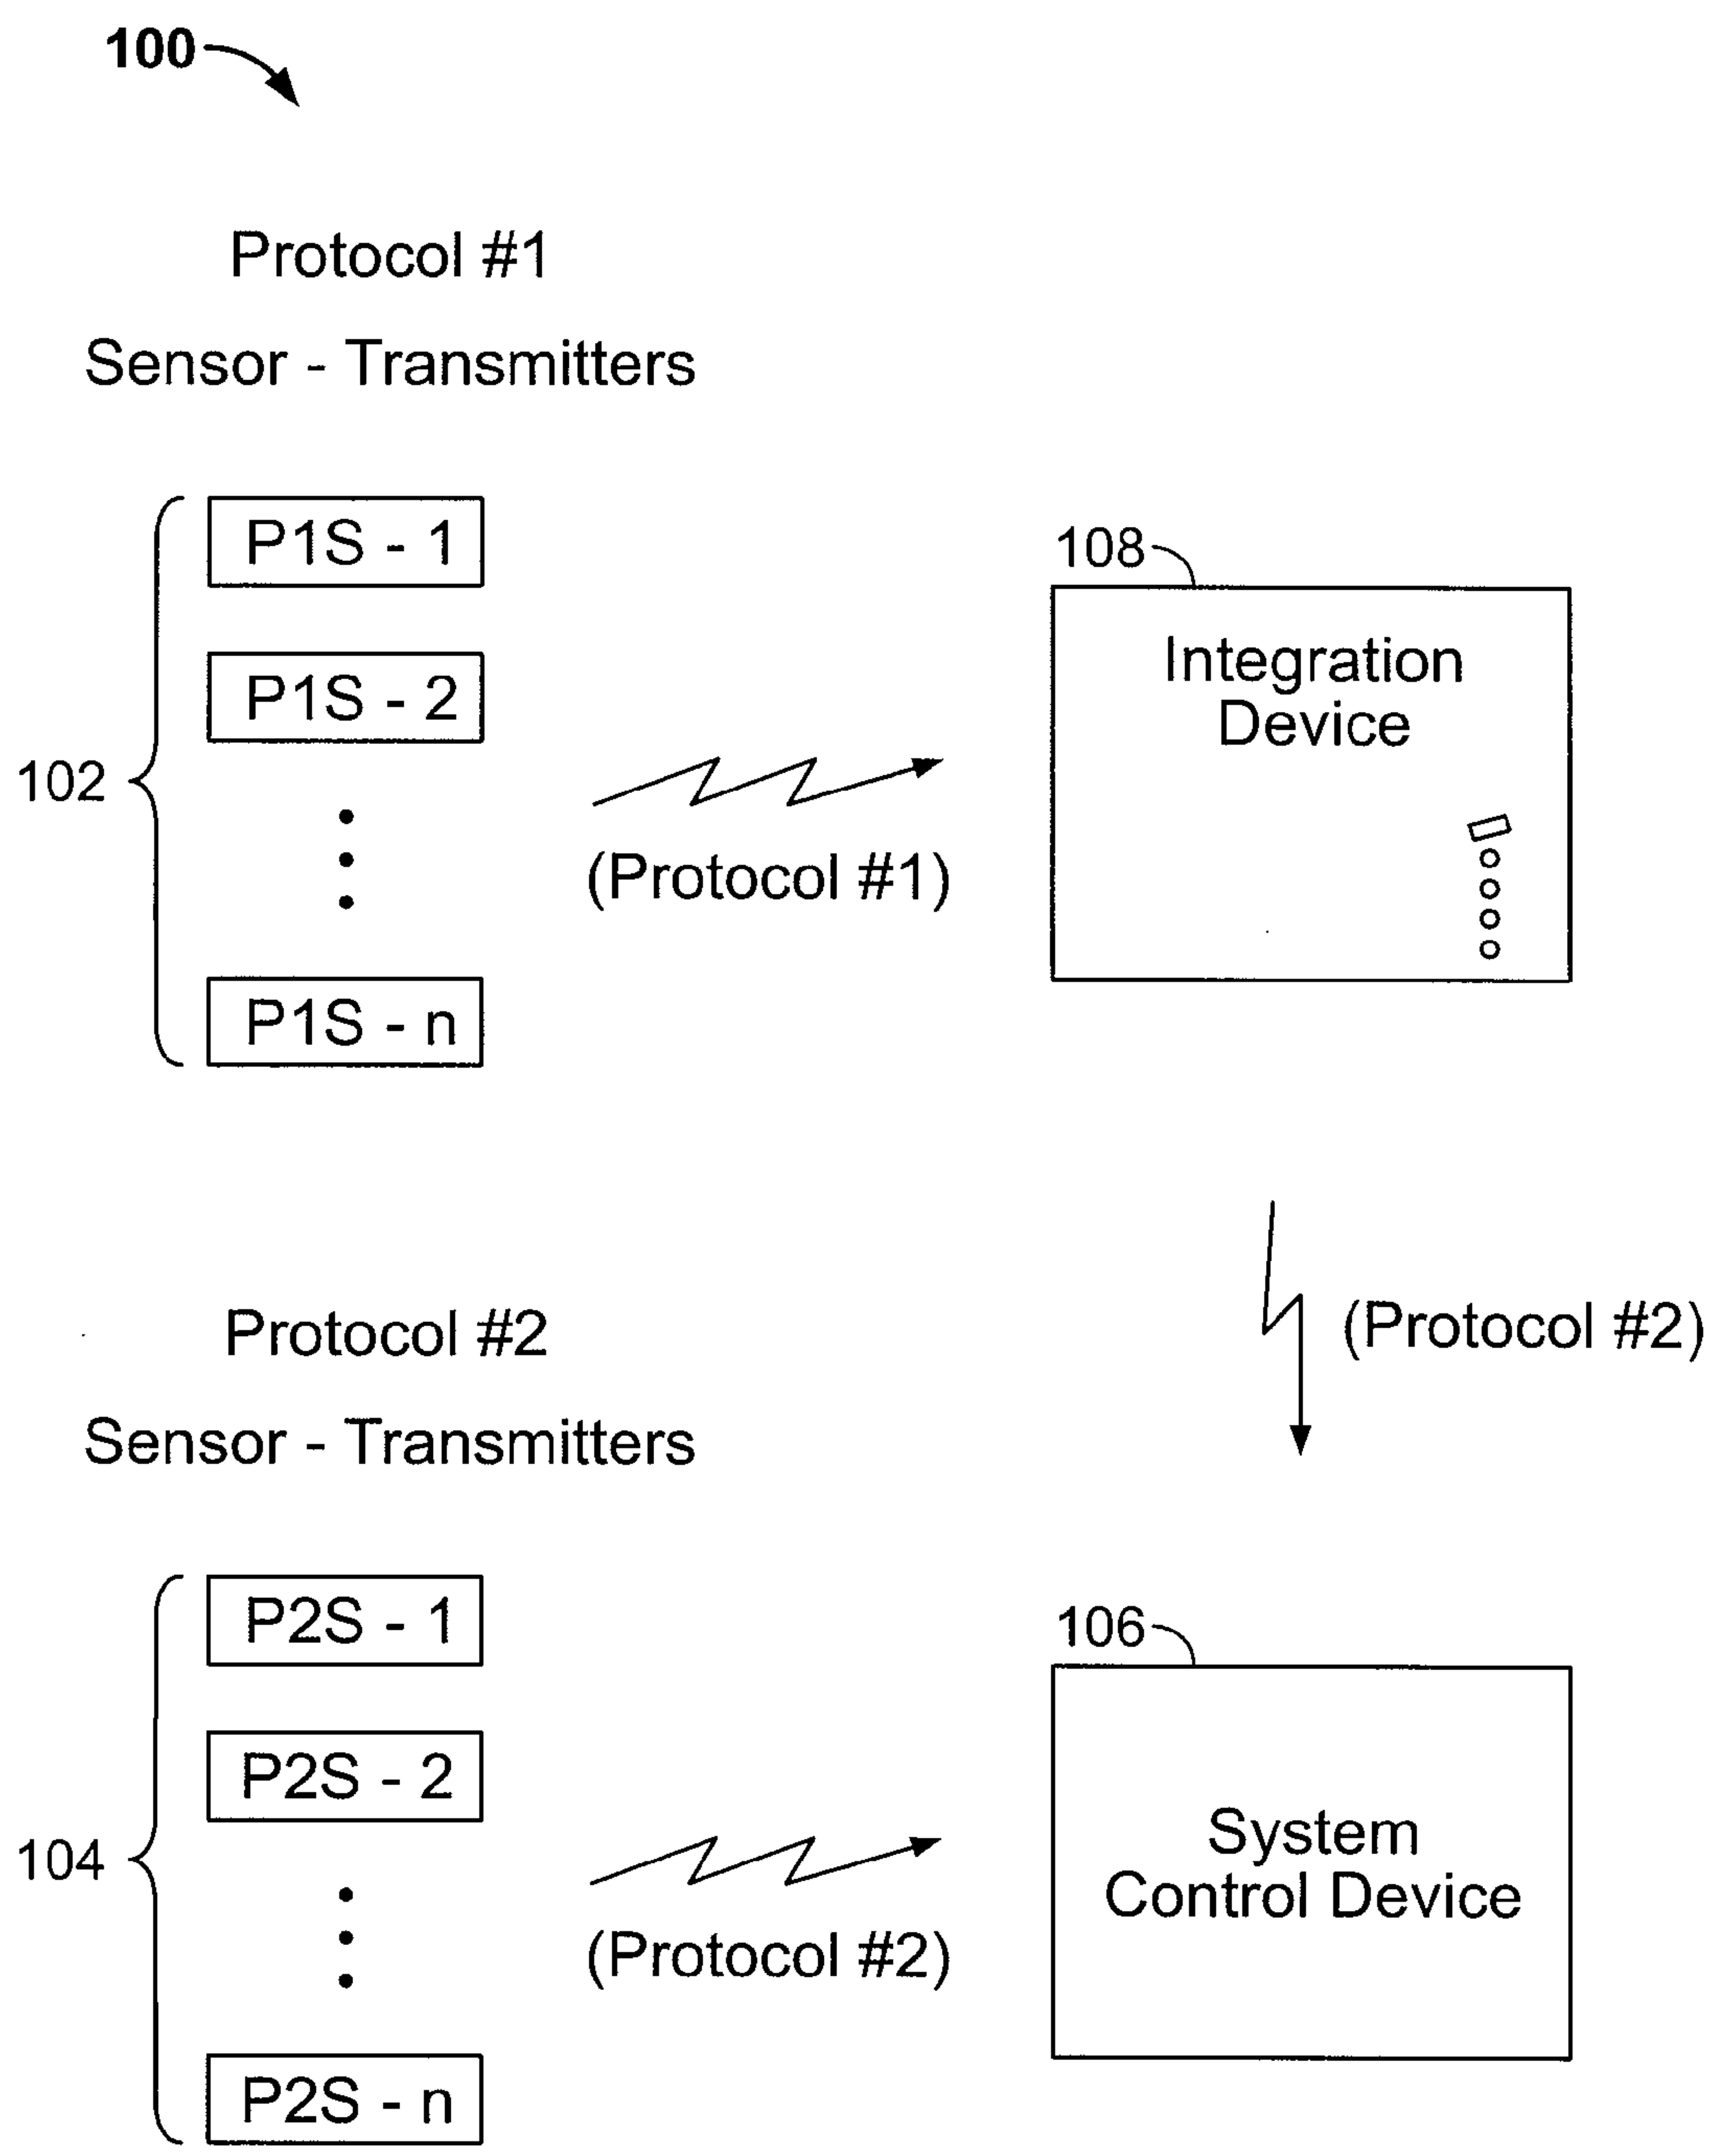 100
Protocol #1
Sensor - Transmitters
102
P1S - 1
P1S - 2
P1S - n
(Protocol #1)
108
Integration
Device
(Protocol #2)
Protocol #2
Sensor - Transmitters
104
P2S - 1
P2S - 2
P2S - n
(Protocol #2)
106
System
Control Device